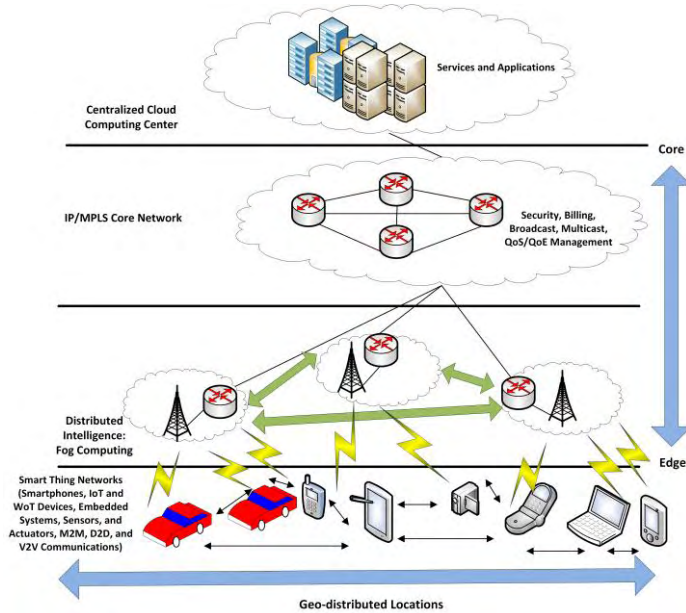 Services and Applications
Centralized Cloud
Computing Center
Core
IP/MPLS Core Network
Security, Billing,
Broadcast, Multicast,
QoS/QoE Management
Distributed
Intelligence:
Fog Computing
Edge
Smart Thing Networks
(Smartphones, IoT and
WoT Devices, Embedded
Systems, Sensors, and
Actuators, M2M, D2D, and
V2V Communications)
Geo-distributed Locations